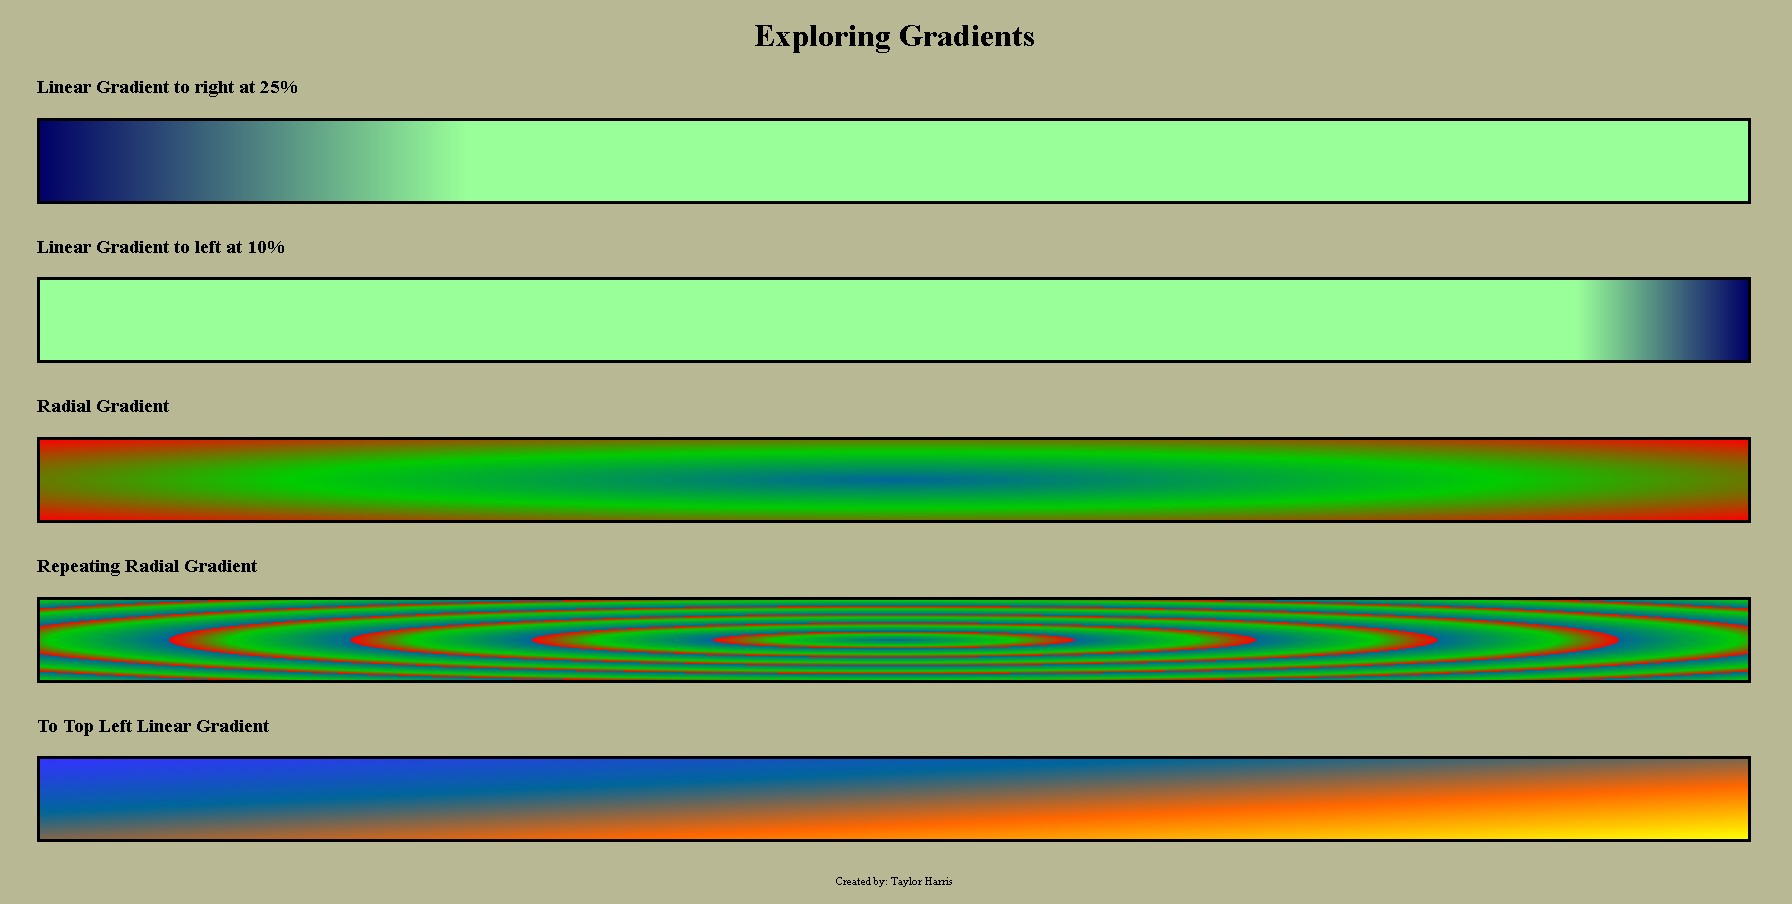 Exploring Gradients
Linear Gradient to right at 25%
Linear Gradient to left at 10%
Radial Gradient
Repeating Radial Gradient
To Top Left Linear Gradient
Created by: Taylor Harris